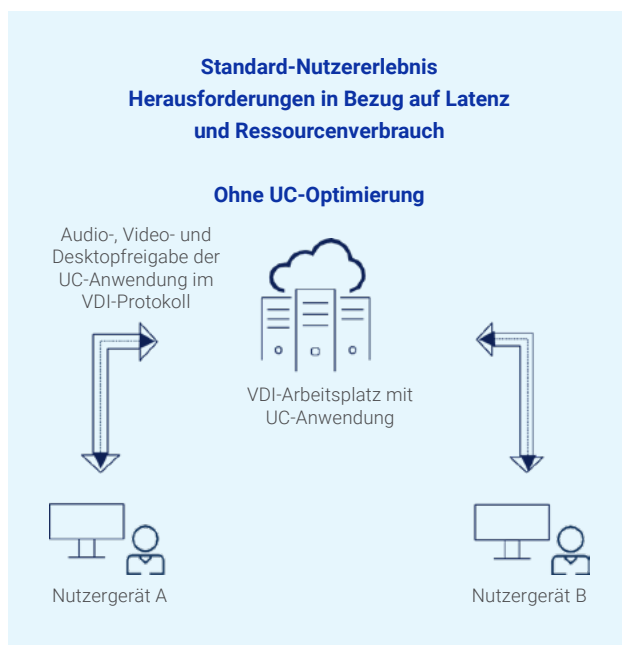 Standard-Nutzererlebnis
Herausforderungen in Bezug auf Latenz
und Ressourcenverbrauch
Ohne UC-Optimierung
Audio-, Video- und
Desktopfreigabe der
UC-Anwendung im
VDI-Protokoll
VDI-Arbeitsplatz mit
UC-Anwendung
Nutzergerät A
Nutzergerät B